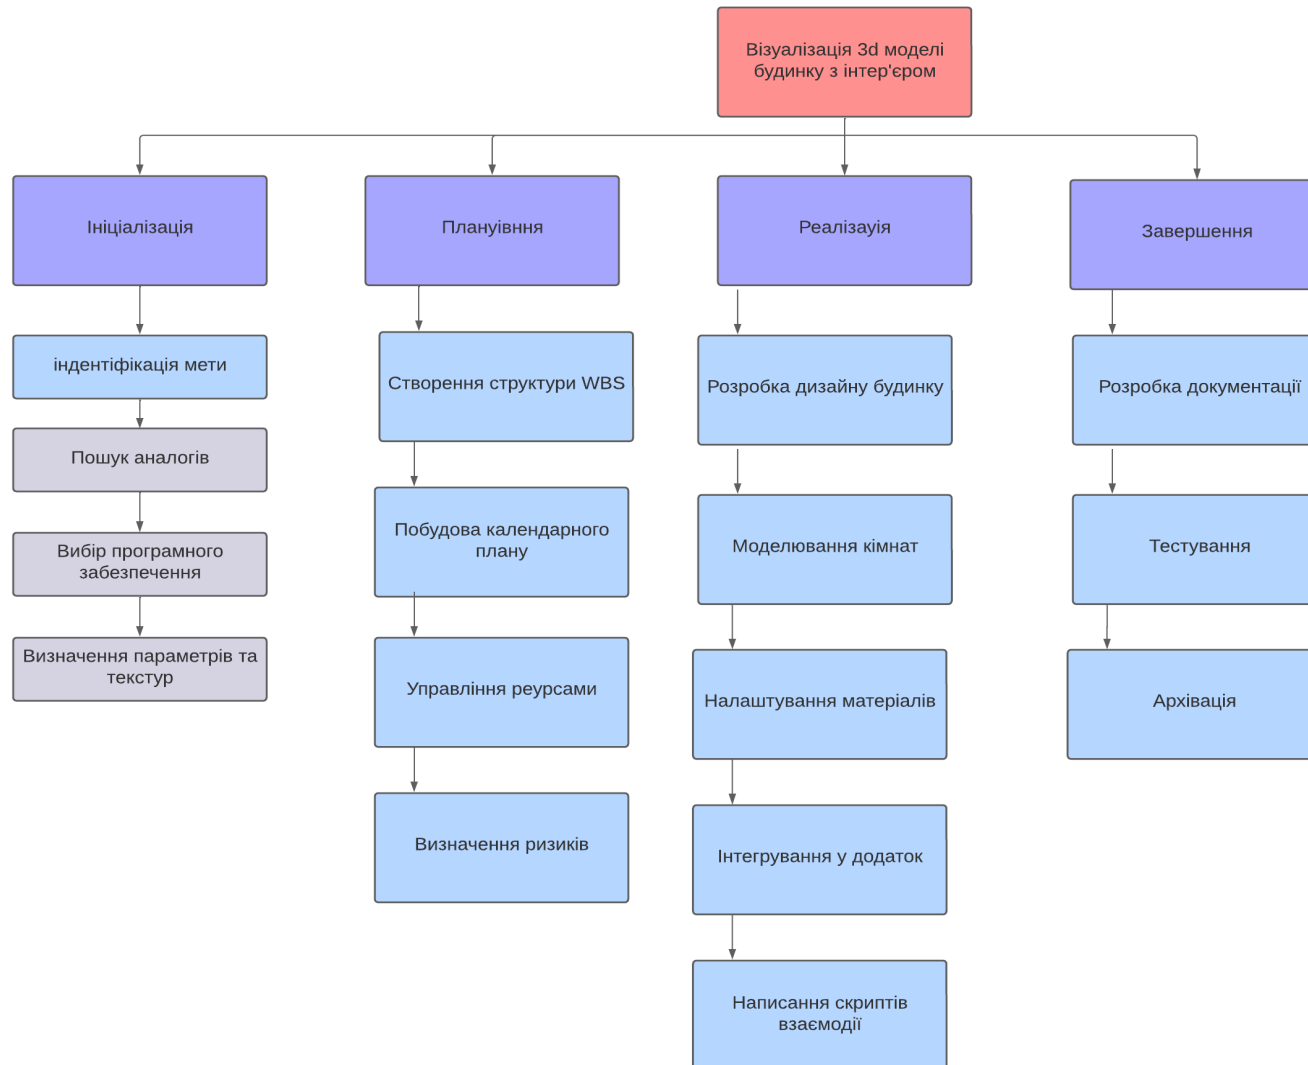 Візуалізація 3d моделі
будинку з інтер'єром
Ініціалізація
індентифікація мети
Пошук аналогів
Вибір програмного
забезпечення
Визначення параметрів та
текстур
Плануівння
Створення структури WBS
Побудова календарного
плану
Управління реурсами
Визначення ризиків
Реалізауія
Розробка дизайну будинку
Моделювання кімнат
Налаштування матеріалів
Інтегрування у додаток
Написання скриптів
взаємодії
Завершення
Розробка документації
Тестування
Архівація